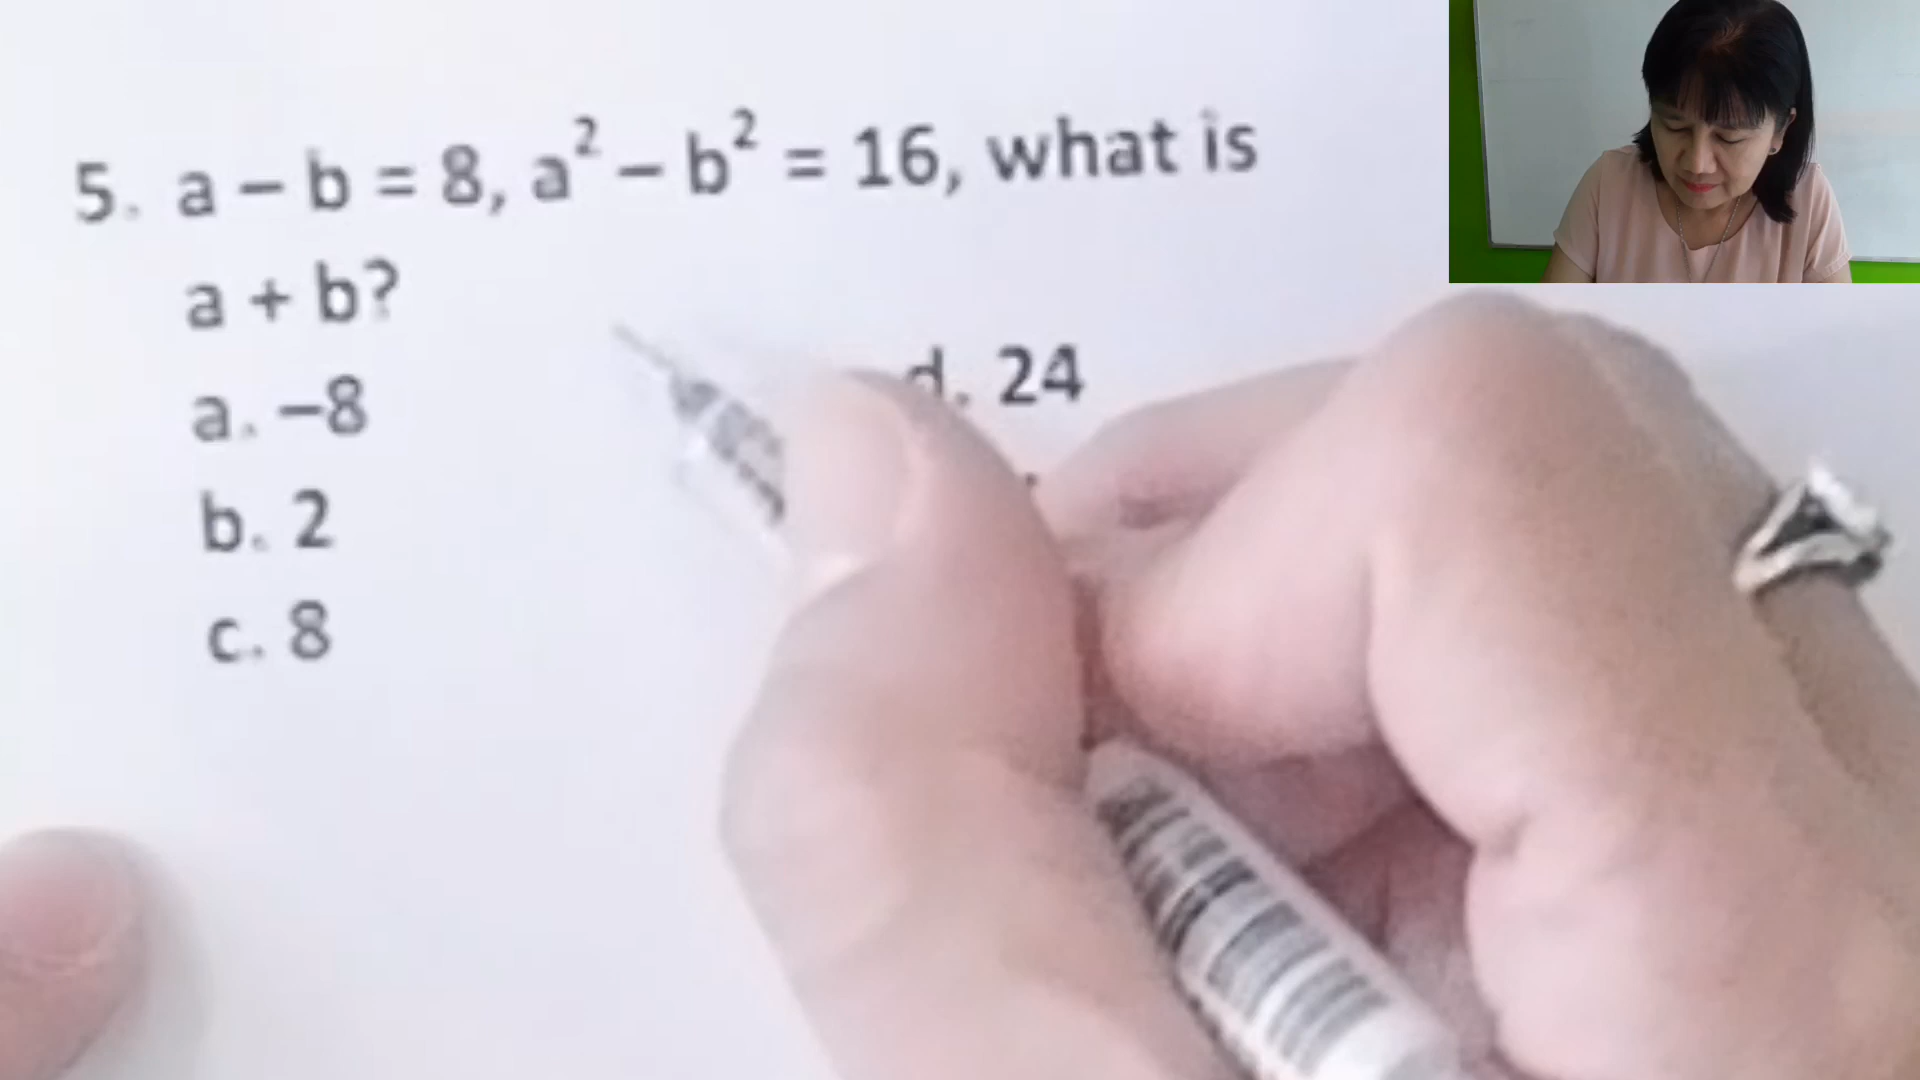 5. a – b = 8, a² – b² = 16, what is
a + b?
a. –8
b. 2
c. 8
d. 24